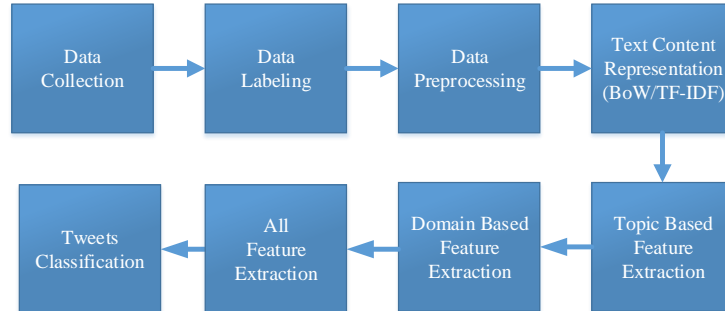 Data
Collection
Data
Labeling
Data
Preprocessing
Text Content
Representation
(BoW/TF-IDF)
Topic Based
Feature
Extraction
Domain Based
Feature
Extraction
All
Feature
Extraction
Tweets
Classification